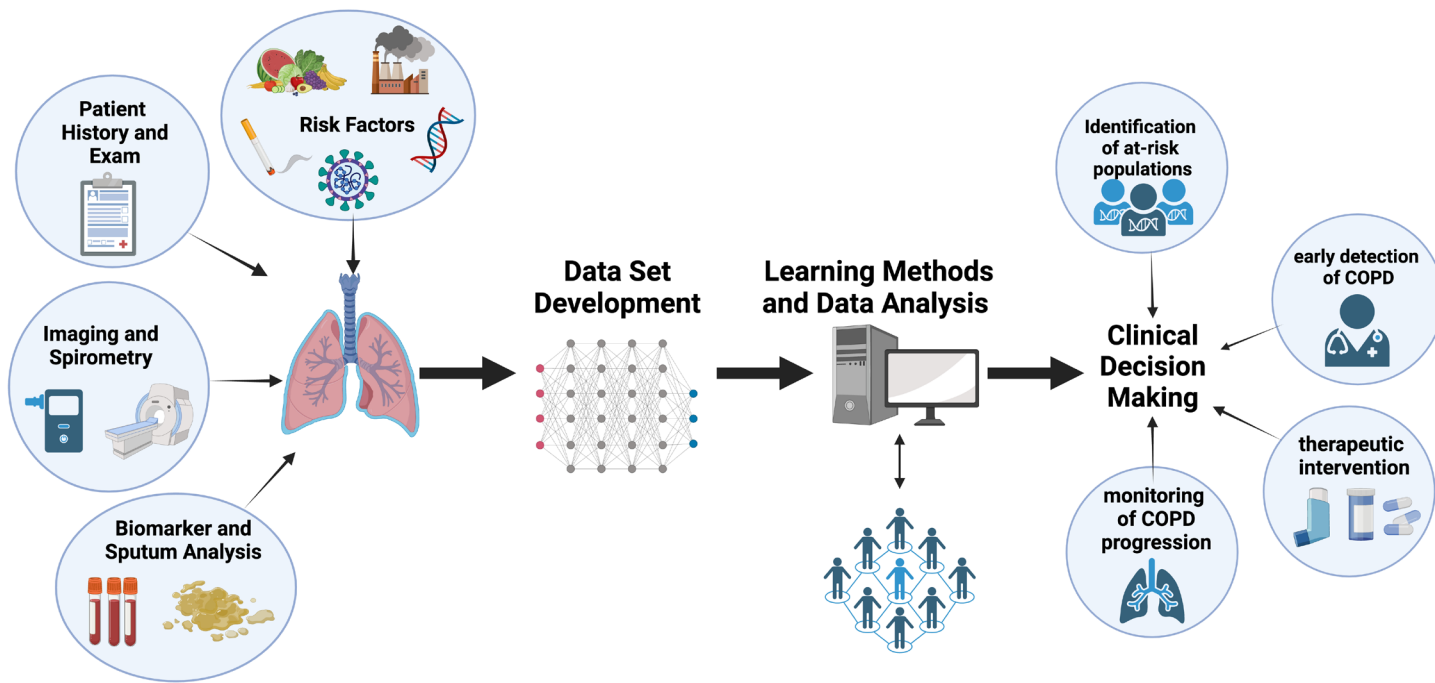 Patient
History and
Exam
Risk Factors
Imaging and
Spirometry
Biomarker and
Sputum Analysis
Data Set
Development
Learning Methods
and Data Analysis
Clinical
Decision
Making
Identification
of at-risk
populations
early detection
of COPD
therapeutic
intervention
monitoring
of COPD
progression